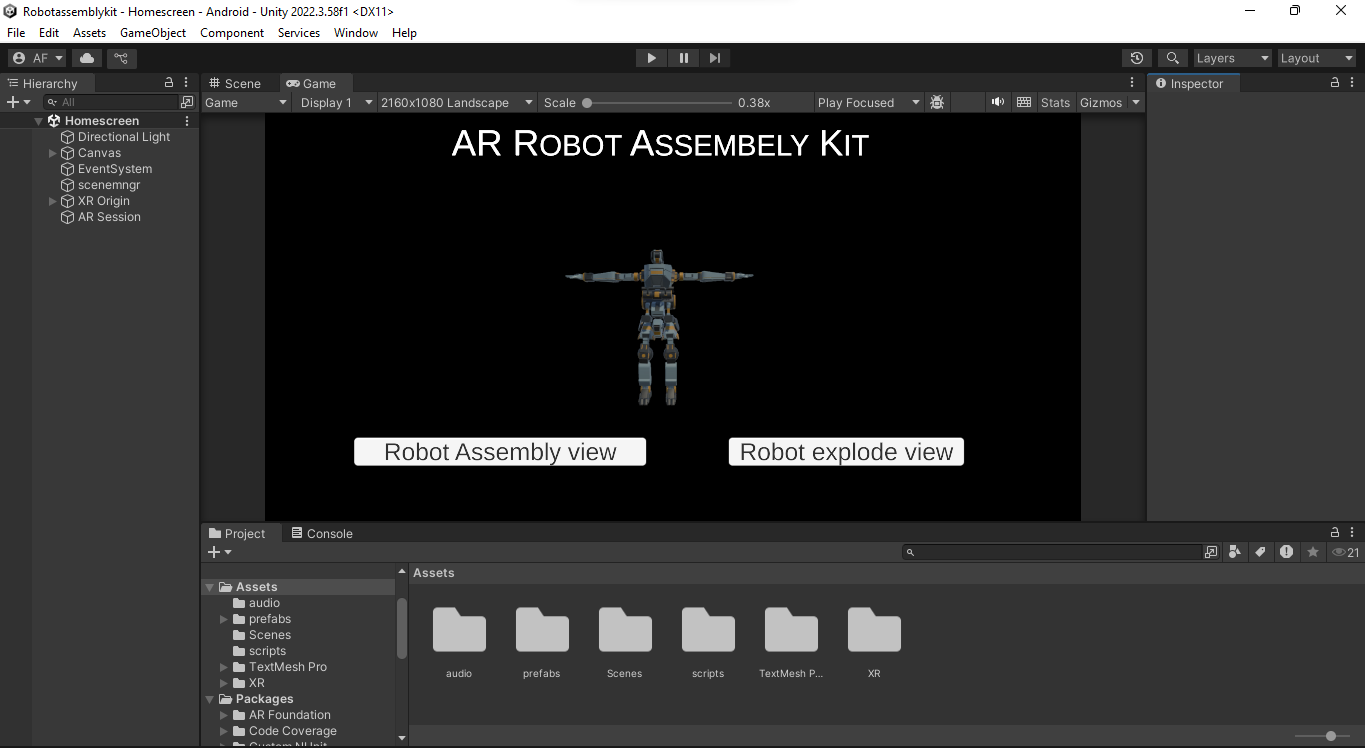 Robotassemblykit - Homescreen - Android - Unity 2022.3.58f1 <DX11>
File Edit Assets GameObject Component Services Window Help
AF Layers Layout
Hierarchy Scene Game Inspector
All Game Display 1 2160x1080 Landscape Scale 0.38x Play Focused Stats Gizmos
Homescreen
Directional Light
Canvas
EventSystem
scenemngr
XR Origin
AR Session
AR ROBOT ASSEMBELY KIT
Robot Assembly view Robot explode view
Project Console
21
Assets
audio
prefabs
Scenes
scripts
TextMesh Pro
XR
Packages
AR Foundation
Code Coverage
Custom NUnit
Assets
audio prefabs Scenes scripts TextMesh P... XR